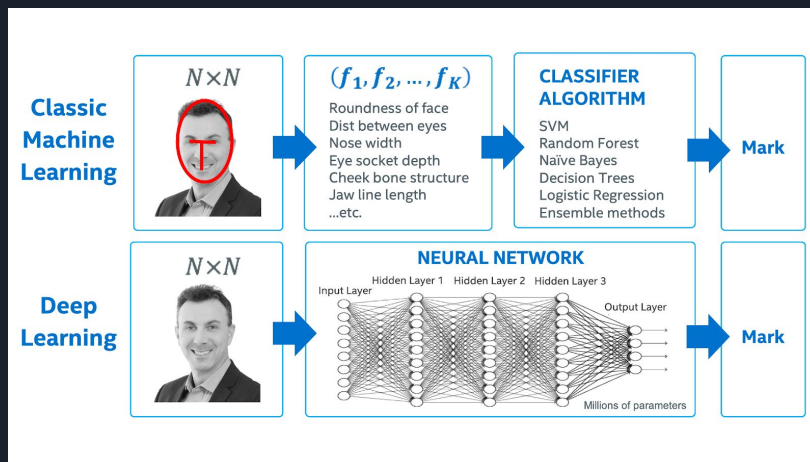 Classic
Machine
Learning
N×N
(f₁, f₂, ..., f_K)
Roundness of face
Dist between eyes
Nose width
Eye socket depth
Cheek bone structure
Jaw line length
...etc.
CLASSIFIER
ALGORITHM
SVM
Random Forest
Naïve Bayes
Decision Trees
Logistic Regression
Ensemble methods
Mark
Deep
Learning
N×N
NEURAL NETWORK
Input Layer
Hidden Layer 1
Hidden Layer 2
Hidden Layer 3
Output Layer
Millions of parameters
Mark